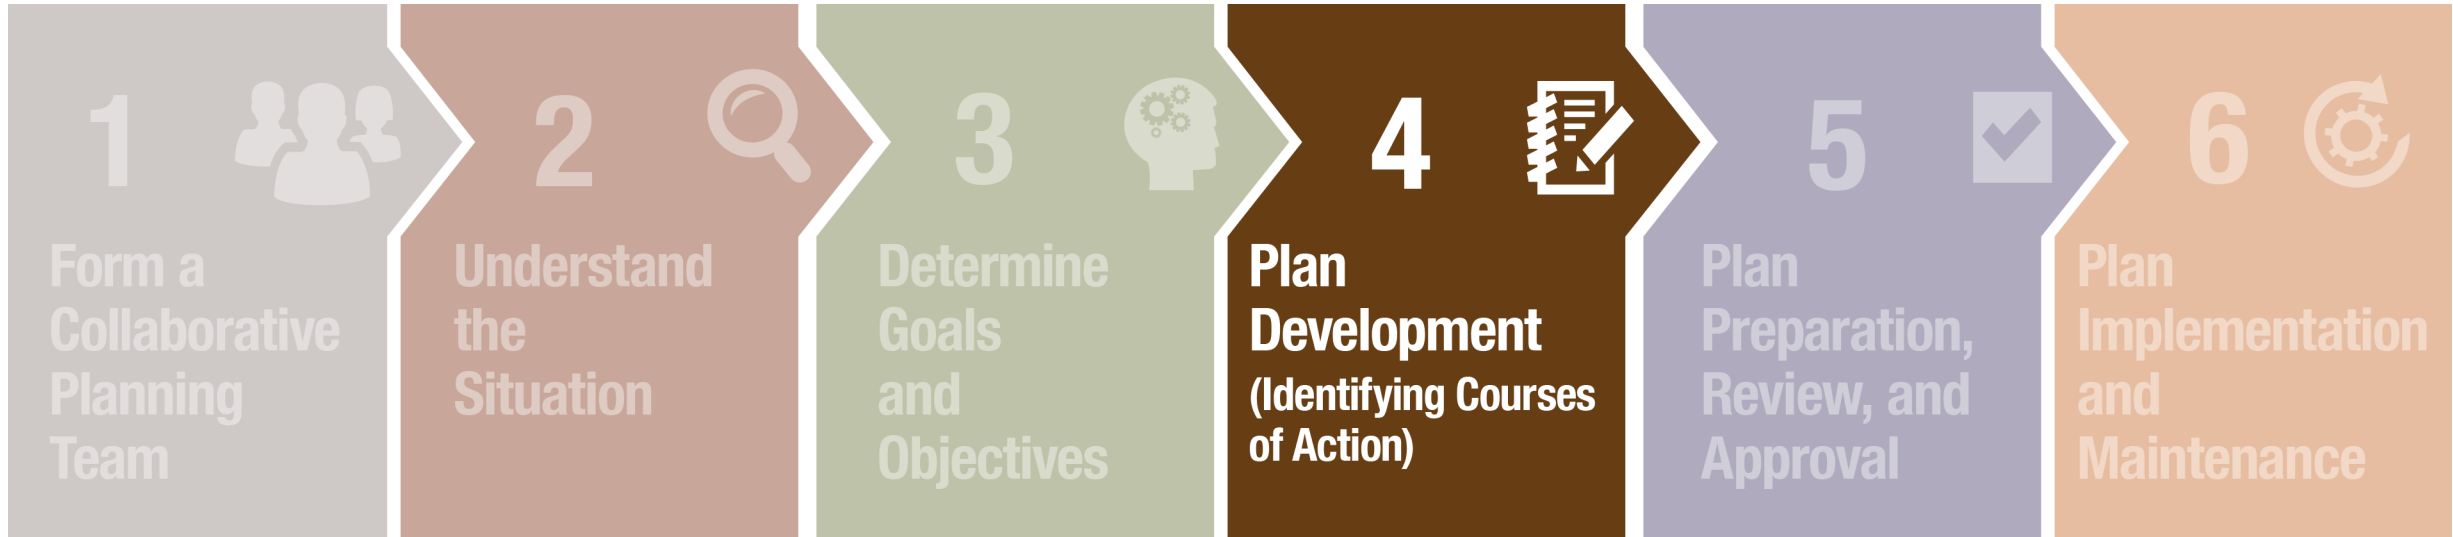 1
Form a
Collaborative
Planning
Team
2
Understand
the
Situation
3
Determine
Goals
and
Objectives
4
Plan
Development
(Identifying Courses
of Action)
5
Plan
Preparation,
Review, and
Approval
6
Plan
Implementation
and
Maintenance